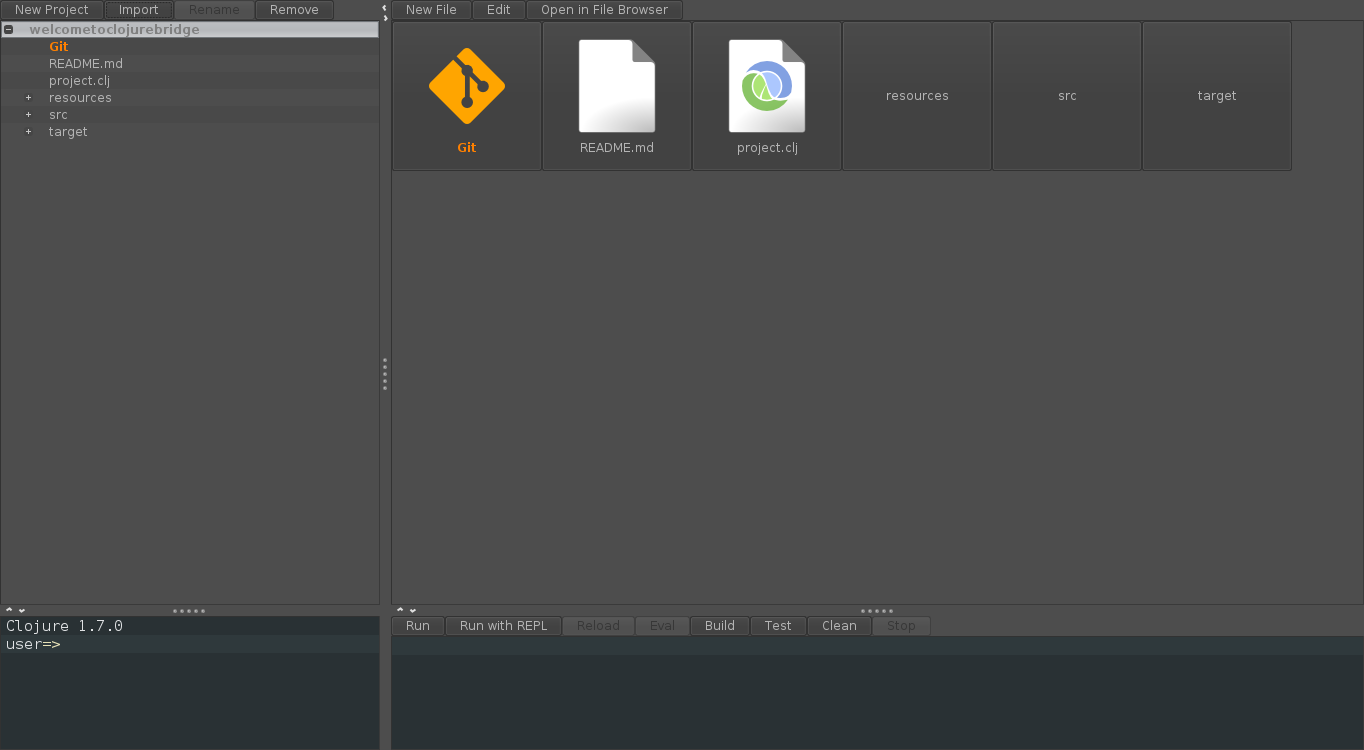 New Project Import Rename Remove
welcometoclojurebridge
Git
README.md
project.clj
+ resources
+ src
+ target
New File Edit Open in File Browser
Git README.md project.clj resources src target
Clojure 1.7.0
user=>
Run Run with REPL Reload Eval Build Test Clean Stop